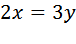 2x = 3y